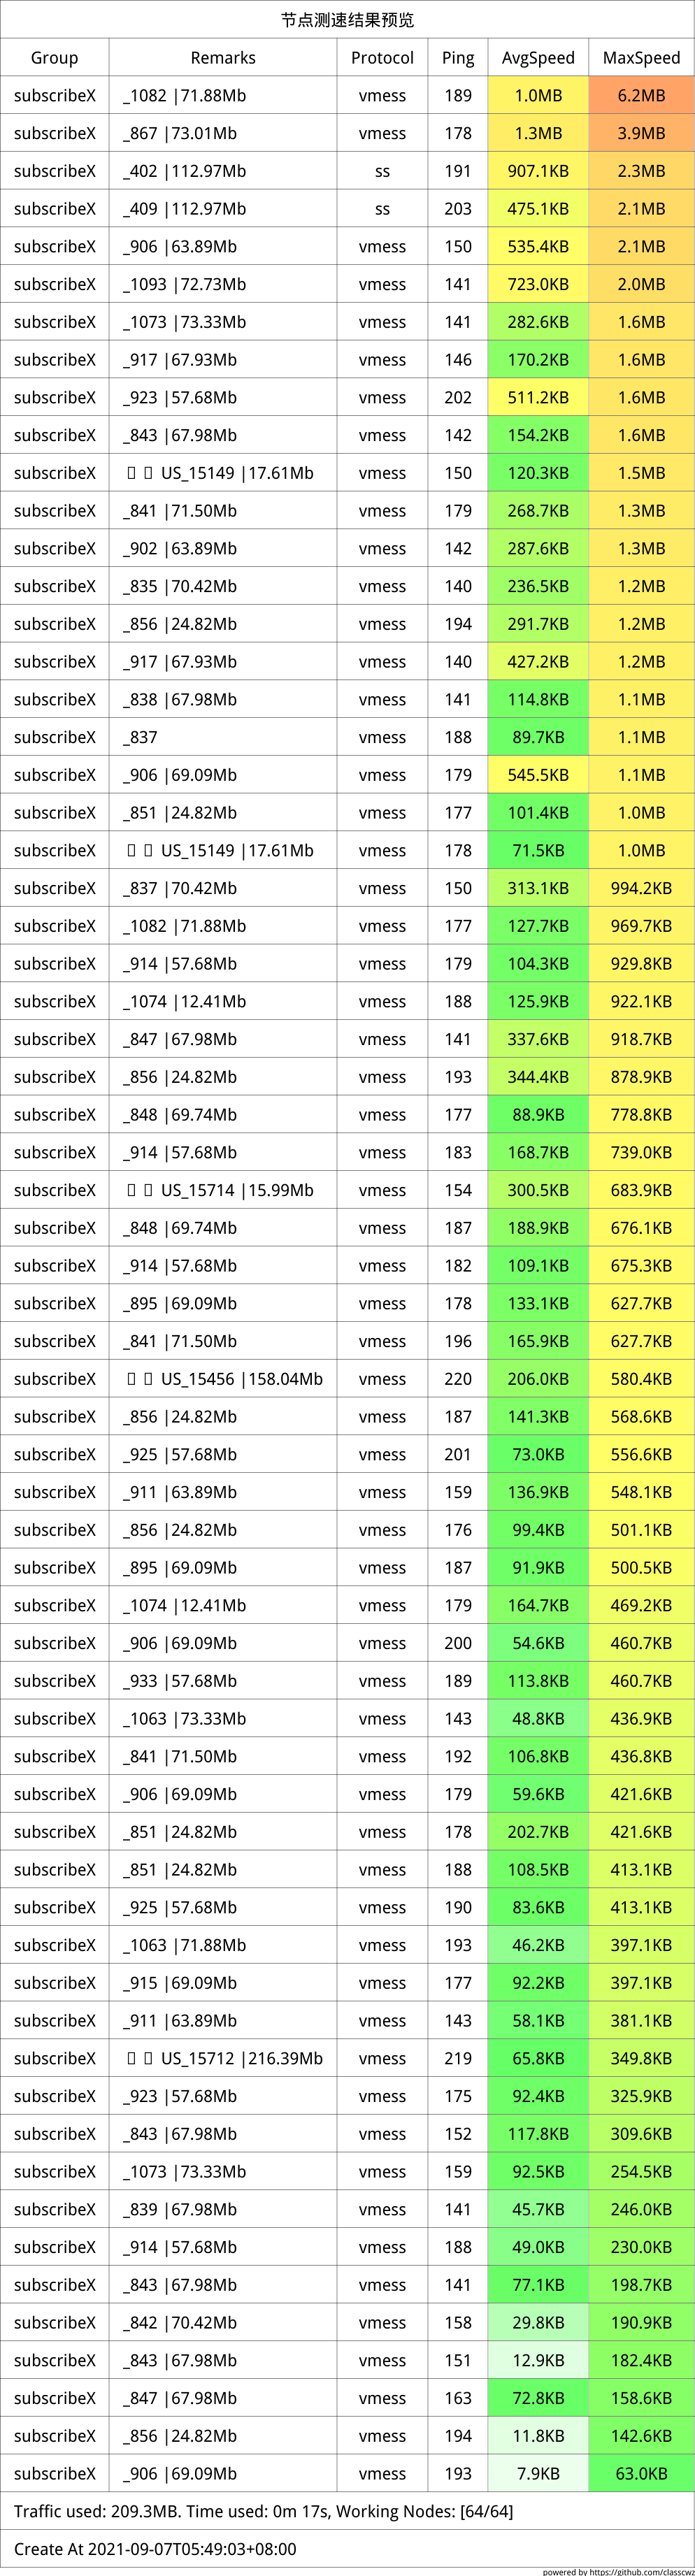 节点测速结果预览
Group Remarks Protocol Ping AvgSpeed MaxSpeed
subscribeX _1082 |71.88Mb vmess 189 1.0MB 6.2MB
subscribeX _867 |73.01Mb vmess 178 1.3MB 3.9MB
subscribeX _402 |112.97Mb ss 191 907.1KB 2.3MB
subscribeX _409 |112.97Mb ss 203 475.1KB 2.1MB
subscribeX _906 |63.89Mb vmess 150 535.4KB 2.1MB
subscribeX _1093 |72.73Mb vmess 141 723.0KB 2.0MB
subscribeX _1073 |73.33Mb vmess 141 282.6KB 1.6MB
subscribeX _917 |67.93Mb vmess 146 170.2KB 1.6MB
subscribeX _923 |57.68Mb vmess 202 511.2KB 1.6MB
subscribeX _843 |67.98Mb vmess 142 154.2KB 1.6MB
subscribeX US_15149 |17.61Mb vmess 150 120.3KB 1.5MB
subscribeX _841 |71.50Mb vmess 179 268.7KB 1.3MB
subscribeX _902 |63.89Mb vmess 142 287.6KB 1.3MB
subscribeX _835 |70.42Mb vmess 140 236.5KB 1.2MB
subscribeX _856 |24.82Mb vmess 194 291.7KB 1.2MB
subscribeX _917 |67.93Mb vmess 140 427.2KB 1.2MB
subscribeX _838 |67.98Mb vmess 141 114.8KB 1.1MB
subscribeX _837 vmess 188 89.7KB 1.1MB
subscribeX _906 |69.09Mb vmess 179 545.5KB 1.1MB
subscribeX _851 |24.82Mb vmess 177 101.4KB 1.0MB
subscribeX US_15149 |17.61Mb vmess 178 71.5KB 1.0MB
subscribeX _837 |70.42Mb vmess 150 313.1KB 994.2KB
subscribeX _1082 |71.88Mb vmess 177 127.7KB 969.7KB
subscribeX _914 |57.68Mb vmess 179 104.3KB 929.8KB
subscribeX _1074 |12.41Mb vmess 188 125.9KB 922.1KB
subscribeX _847 |67.98Mb vmess 141 337.6KB 918.7KB
subscribeX _856 |24.82Mb vmess 193 344.4KB 878.9KB
subscribeX _848 |69.74Mb vmess 177 88.9KB 778.8KB
subscribeX _914 |57.68Mb vmess 183 168.7KB 739.0KB
subscribeX US_15714 |15.99Mb vmess 154 300.5KB 683.9KB
subscribeX _848 |69.74Mb vmess 187 188.9KB 676.1KB
subscribeX _914 |57.68Mb vmess 182 109.1KB 675.3KB
subscribeX _895 |69.09Mb vmess 178 133.1KB 627.7KB
subscribeX _841 |71.50Mb vmess 196 165.9KB 627.7KB
subscribeX US_15456 |158.04Mb vmess 220 206.0KB 580.4KB
subscribeX _856 |24.82Mb vmess 187 141.3KB 568.6KB
subscribeX _925 |57.68Mb vmess 201 73.0KB 556.6KB
subscribeX _911 |63.89Mb vmess 159 136.9KB 548.1KB
subscribeX _856 |24.82Mb vmess 176 99.4KB 501.1KB
subscribeX _895 |69.09Mb vmess 187 91.9KB 500.5KB
subscribeX _1074 |12.41Mb vmess 179 164.7KB 469.2KB
subscribeX _906 |69.09Mb vmess 200 54.6KB 460.7KB
subscribeX _933 |57.68Mb vmess 189 113.8KB 460.7KB
subscribeX _1063 |73.33Mb vmess 143 48.8KB 436.9KB
subscribeX _841 |71.50Mb vmess 192 106.8KB 436.8KB
subscribeX _906 |69.09Mb vmess 179 59.6KB 421.6KB
subscribeX _851 |24.82Mb vmess 178 202.7KB 421.6KB
subscribeX _851 |24.82Mb vmess 188 108.5KB 413.1KB
subscribeX _925 |57.68Mb vmess 190 83.6KB 413.1KB
subscribeX _1063 |71.88Mb vmess 193 46.2KB 397.1KB
subscribeX _915 |69.09Mb vmess 177 92.2KB 397.1KB
subscribeX _911 |63.89Mb vmess 143 58.1KB 381.1KB
subscribeX US_15712 |216.39Mb vmess 219 65.8KB 349.8KB
subscribeX _923 |57.68Mb vmess 175 92.4KB 325.9KB
subscribeX _843 |67.98Mb vmess 152 117.8KB 309.6KB
subscribeX _1073 |73.33Mb vmess 159 92.5KB 254.5KB
subscribeX _839 |67.98Mb vmess 141 45.7KB 246.0KB
subscribeX _914 |57.68Mb vmess 188 49.0KB 230.0KB
subscribeX _843 |67.98Mb vmess 141 77.1KB 198.7KB
subscribeX _842 |70.42Mb vmess 158 29.8KB 190.9KB
subscribeX _843 |67.98Mb vmess 151 12.9KB 182.4KB
subscribeX _847 |67.98Mb vmess 163 72.8KB 158.6KB
subscribeX _856 |24.82Mb vmess 194 11.8KB 142.6KB
subscribeX _906 |69.09Mb vmess 193 7.9KB 63.0KB
Traffic used: 209.3MB. Time used: 0m 17s, Working Nodes: [64/64]
Create At 2021-09-07T05:49:03+08:00
powered by https://github.com/classcwz